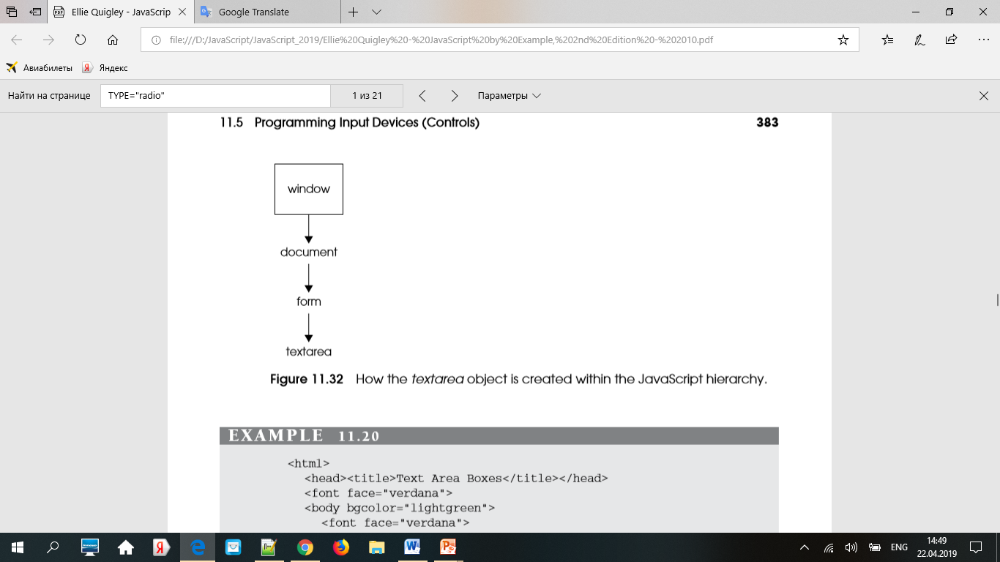 Ellie Quigley - JavaScrip
Google Translate
file:///D:/JavaScript/JavaScript_2019/Ellie%20Quigley%20-%20JavaScript%20by%20Example,%202nd%20Edition%20-%202010.pdf
Авиабилеты
Я Яндекс
Найти на странице
TYPE="radio"
1 из 21
Параметры
11.5 Programming Input Devices (Controls) 383
window
document
form
textarea
Figure 11.32 How the textarea object is created within the JavaScript hierarchy.
EXAMPLE 11.20
<html>
<head><title>Text Area Boxes</title></head>
<font face="verdana">
<body bgcolor="lightgreen">
<font face="verdana">
ENG
14:49
22.04.2019